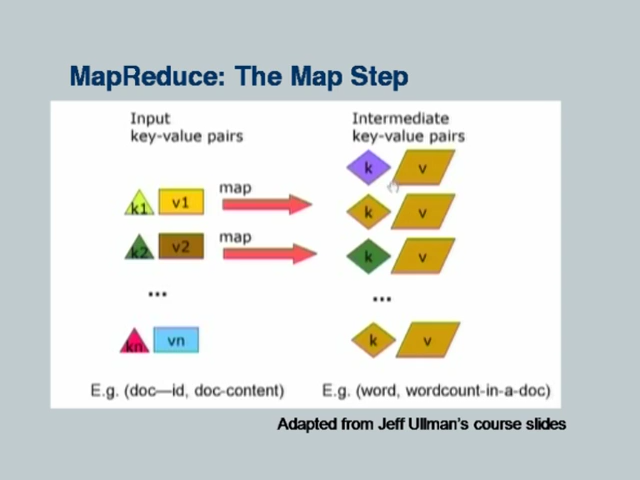 MapReduce: The Map Step
Input
key-value pairs
Intermediate
key-value pairs
k v
map
k1 v1
k v
map
k2 v2
k v
...
...
kn vn
k v
E.g. (doc—id, doc-content)
E.g. (word, wordcount-in-a-doc)
Adapted from Jeff Ullman's course slides